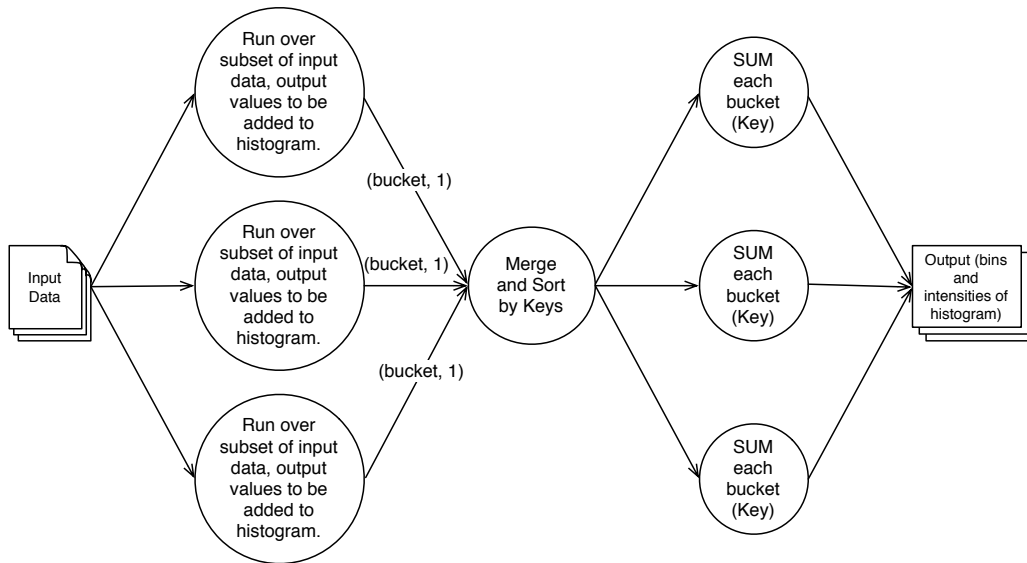 Input
Data
Run over
subset of input
data, output
values to be
added to
histogram.
Run over
subset of input
data, output
values to be
added to
histogram.
Run over
subset of input
data, output
values to be
added to
histogram.
(bucket, 1)
(bucket, 1)
(bucket, 1)
Merge
and Sort
by Keys
SUM
each
bucket
(Key)
SUM
each
bucket
(Key)
SUM
each
bucket
(Key)
Output (bins
and
intensities of
histogram)